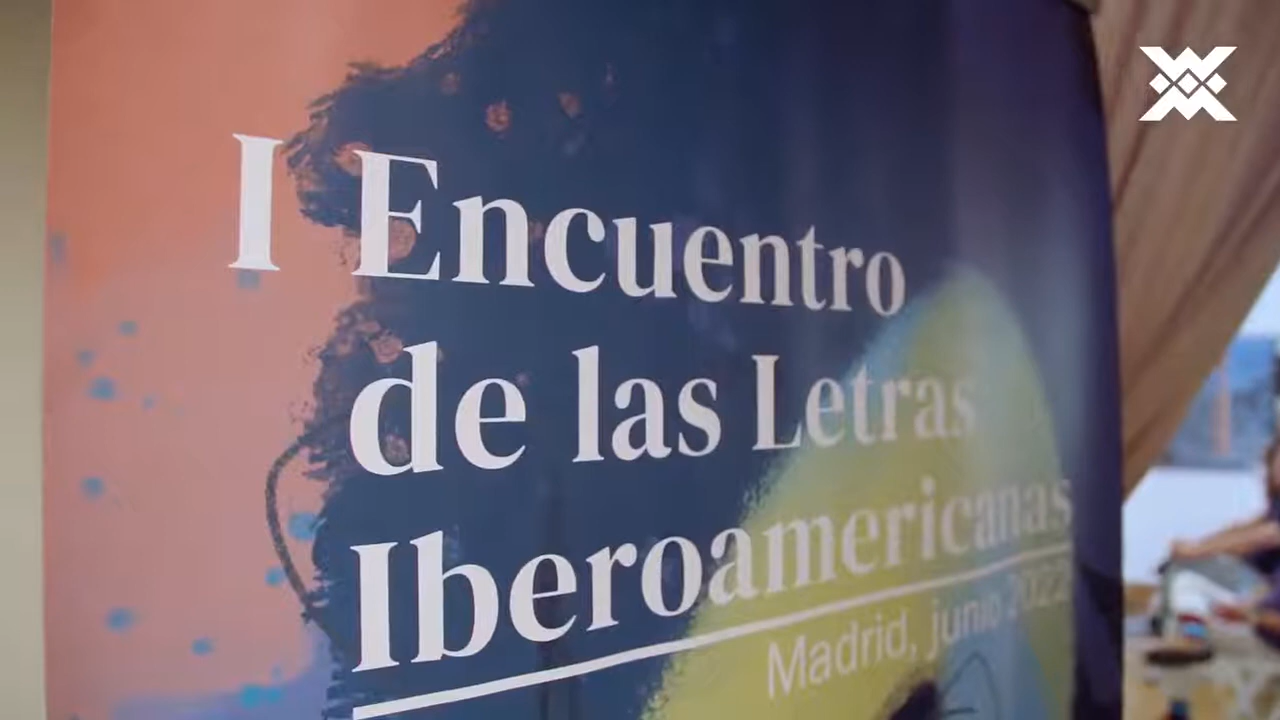 I Encuentro
de las Letras
Iberoamericanas
Madrid, junio 2022